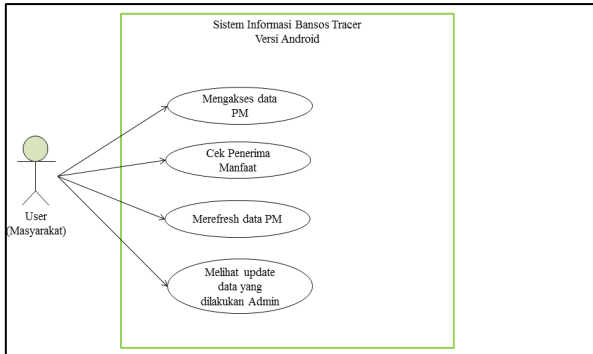 Sistem Informasi Bansos Tracer
Versi Android
Mengakses data
PM
Cek Penerima
Manfaat
Merefresh data PM
Melihat update
data yang
dilakukan Admin
User
(Masyarakat)